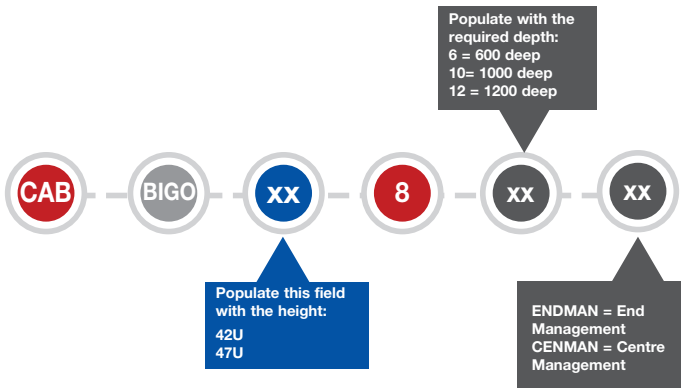 Populate with the
required depth:
6 = 600 deep
10= 1000 deep
12 = 1200 deep
CAB BIGO xx 8 xx xx
Populate this field
with the height:
42U
47U
ENDMAN = End
Management
CENMAN = Centre
Management